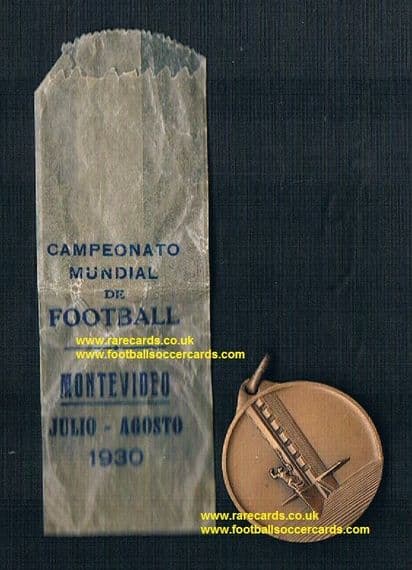 CAMPEONATO
MUNDIAL
DE
FOOTBALL
www.rarecards.co.uk
www.footballsoccercards.com
MONTEVIDEO
JULIO - AGOSTO
1930
www.rarecards.co.uk
www.footballsoccercards.com